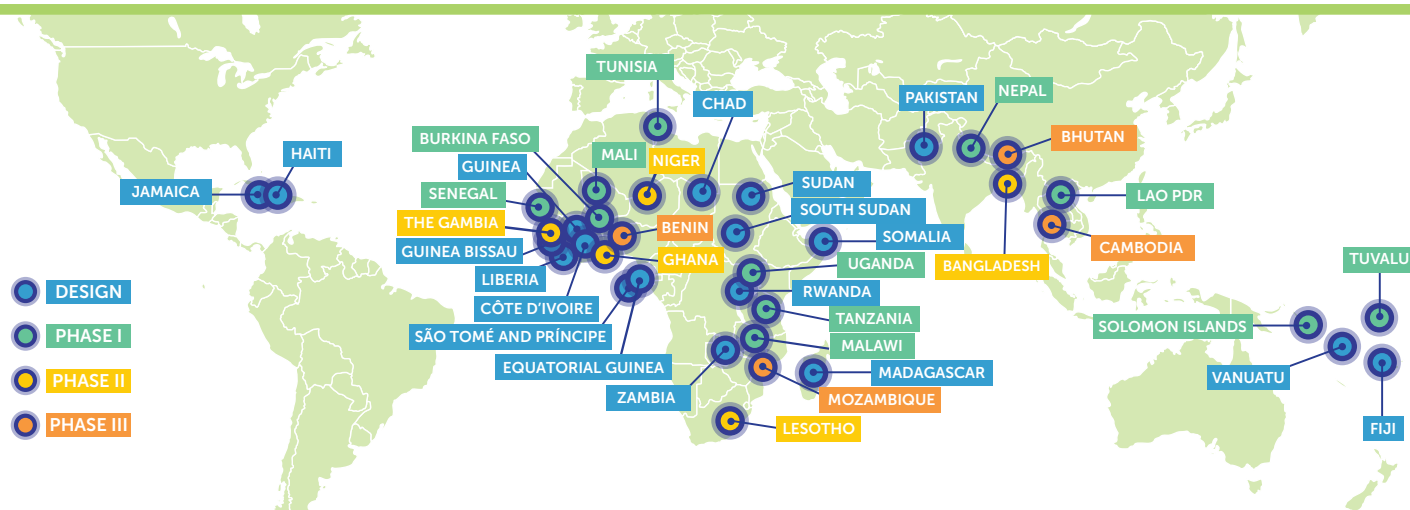 TUNISIA
CHAD
PAKISTAN
NEPAL
BURKINA FASO
BHUTAN
HAITI
GUINEA
MALI
NIGER
JAMAICA
SENEGAL
SUDAN
LAO PDR
THE GAMBIA
SOUTH SUDAN
BENIN
SOMALIA
GUINEA BISSAU
CAMBODIA
GHANA
UGANDA
BANGLADESH
TUVALU
LIBERIA
DESIGN
RWANDA
CÔTE D'IVOIRE
TANZANIA
SOLOMON ISLANDS
PHASE I
SÃO TOMÉ AND PRÍNCIPE
MALAWI
EQUATORIAL GUINEA
MADAGASCAR
VANUATU
PHASE II
ZAMBIA
MOZAMBIQUE
PHASE III
LESOTHO
FIJI